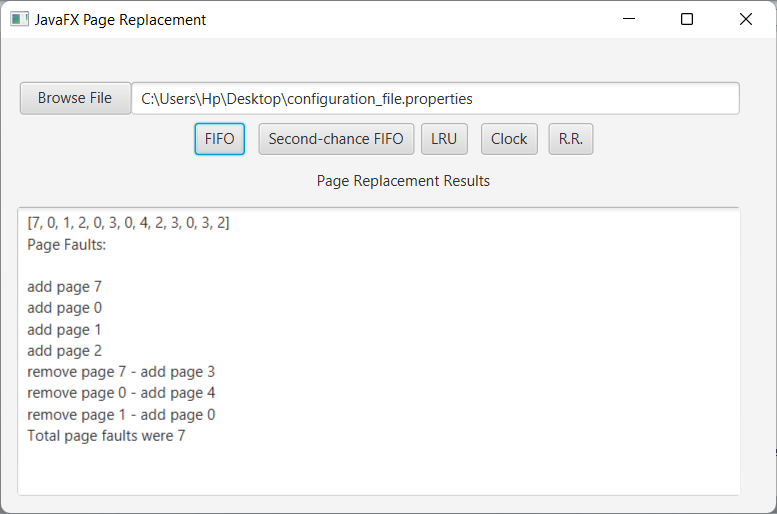 JavaFX Page Replacement
Browse File C:\Users\Hp\Desktop\configuration_file.properties
FIFO Second-chance FIFO LRU Clock R.R.
Page Replacement Results
[7, 0, 1, 2, 0, 3, 0, 4, 2, 3, 0, 3, 2]
Page Faults:
add page 7
add page 0
add page 1
add page 2
remove page 7 - add page 3
remove page 0 - add page 4
remove page 1 - add page 0
Total page faults were 7